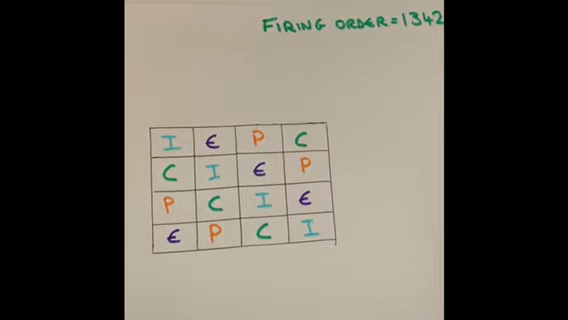 FIRING ORDER=1342
I E P C
C I E P
P C I E
E P C I